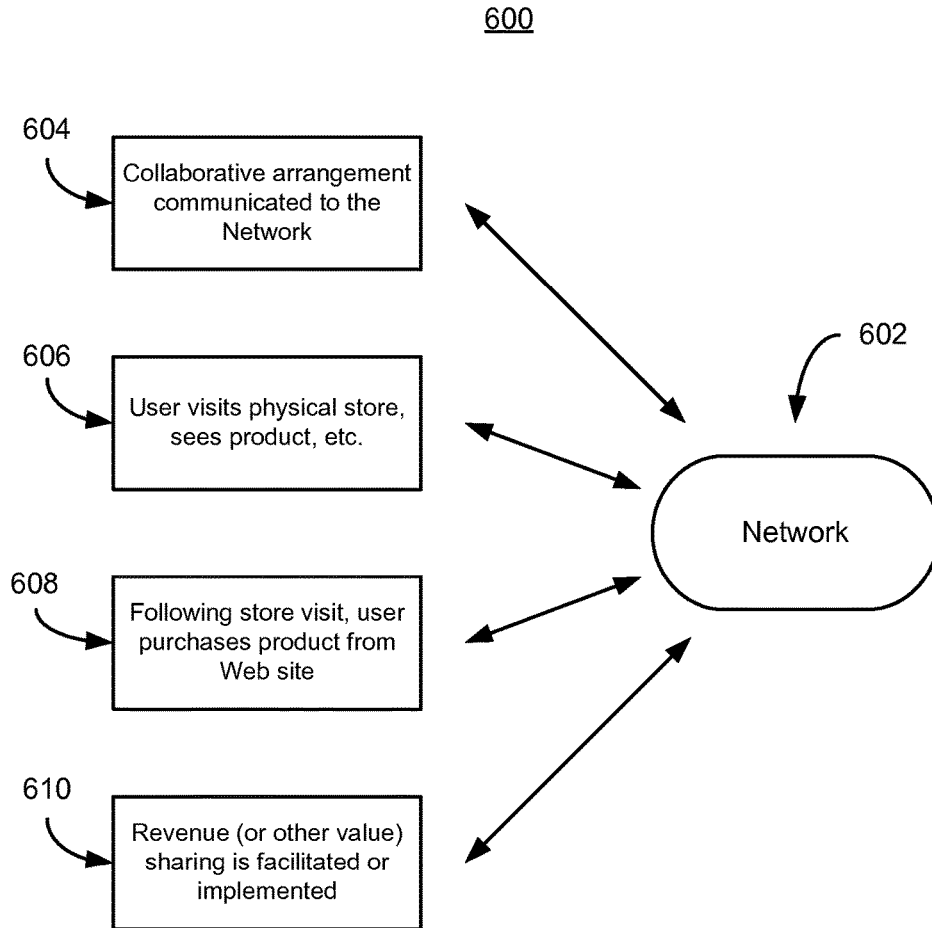 600
604
Collaborative arrangement
communicated to the
Network
606
User visits physical store,
sees product, etc.
602
Network
608
Following store visit, user
purchases product from
Web site
610
Revenue (or other value)
sharing is facilitated or
implemented